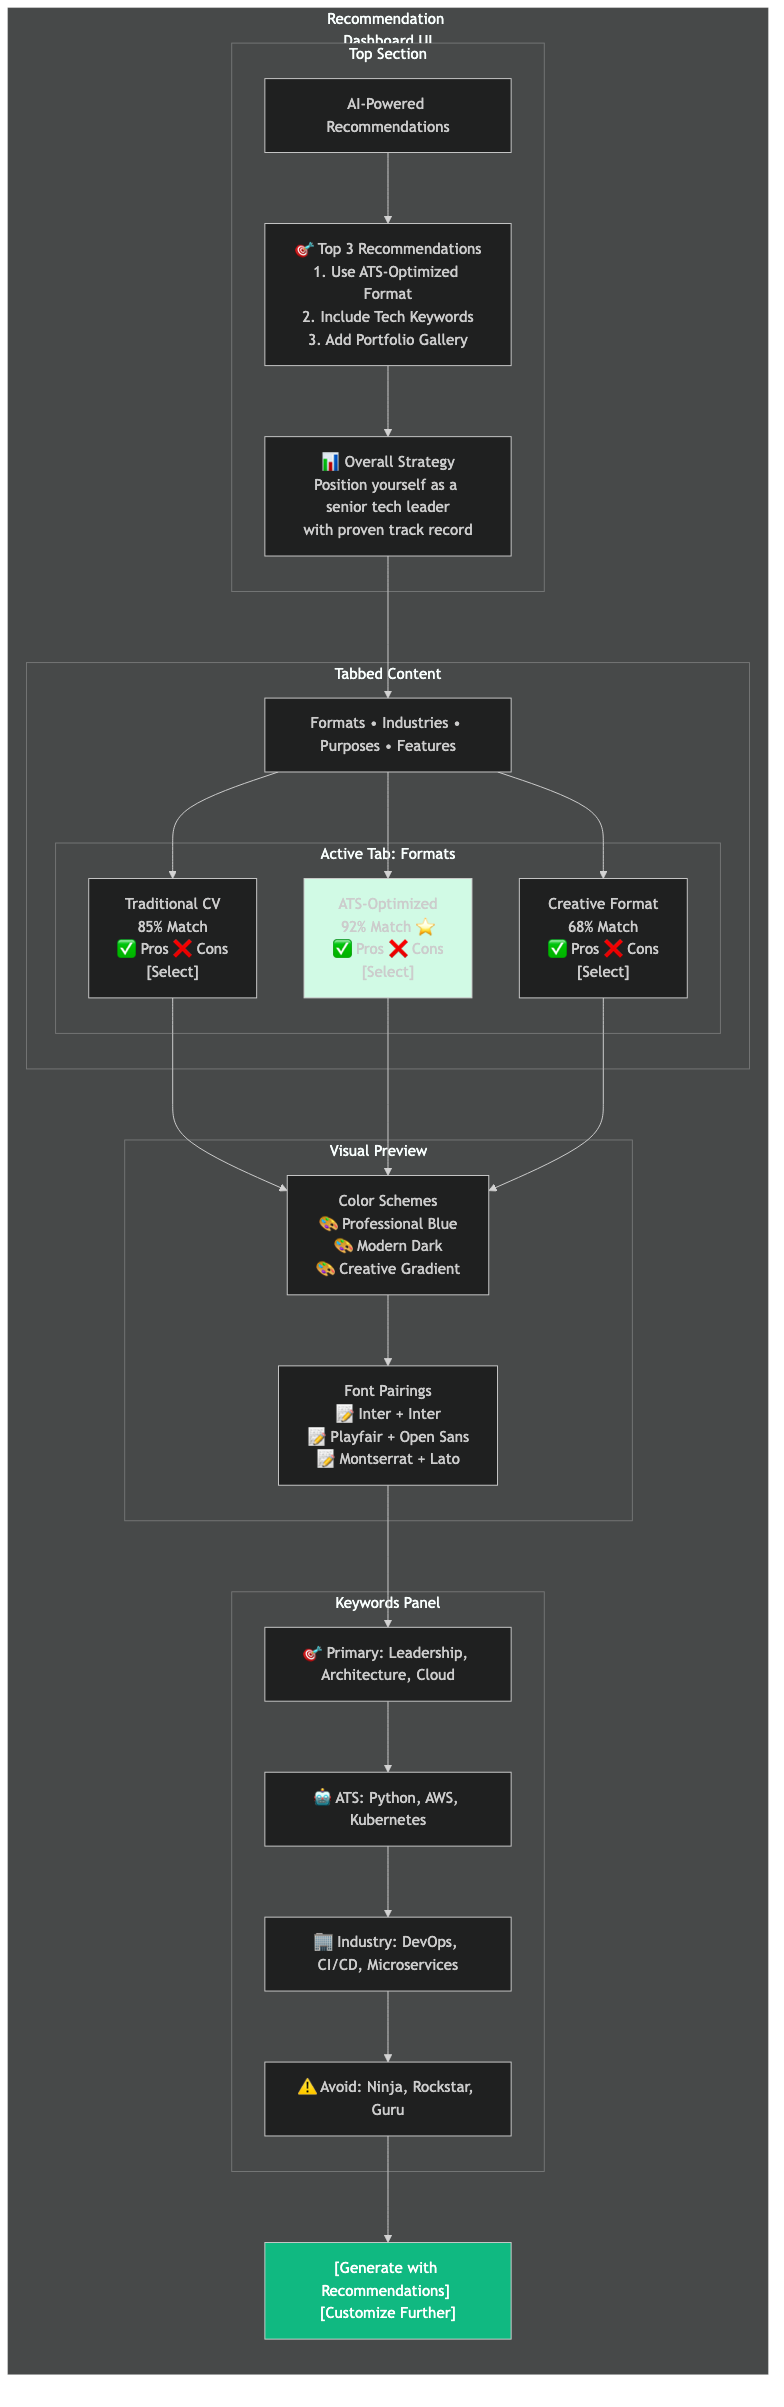 Recommendation
Dashboard UI
Top Section
AI-Powered
Recommendations
🎯 Top 3 Recommendations
1. Use ATS-Optimized
Format
2. Include Tech Keywords
3. Add Portfolio Gallery
📊 Overall Strategy
Position yourself as a
senior tech leader
with proven track record
Tabbed Content
Formats • Industries •
Purposes • Features
Active Tab: Formats
Traditional CV
85% Match
✅ Pros ❌ Cons
[Select]
ATS-Optimized
92% Match ⭐
✅ Pros ❌ Cons
[Select]
Creative Format
68% Match
✅ Pros ❌ Cons
[Select]
Visual Preview
Color Schemes
🎨 Professional Blue
🎨 Modern Dark
🎨 Creative Gradient
Font Pairings
📝 Inter + Inter
📝 Playfair + Open Sans
📝 Montserrat + Lato
Keywords Panel
🎯 Primary: Leadership,
Architecture, Cloud
🤖 ATS: Python, AWS,
Kubernetes
🏢 Industry: DevOps,
CI/CD, Microservices
⚠️ Avoid: Ninja, Rockstar,
Guru
[Generate with
Recommendations]
[Customize Further]